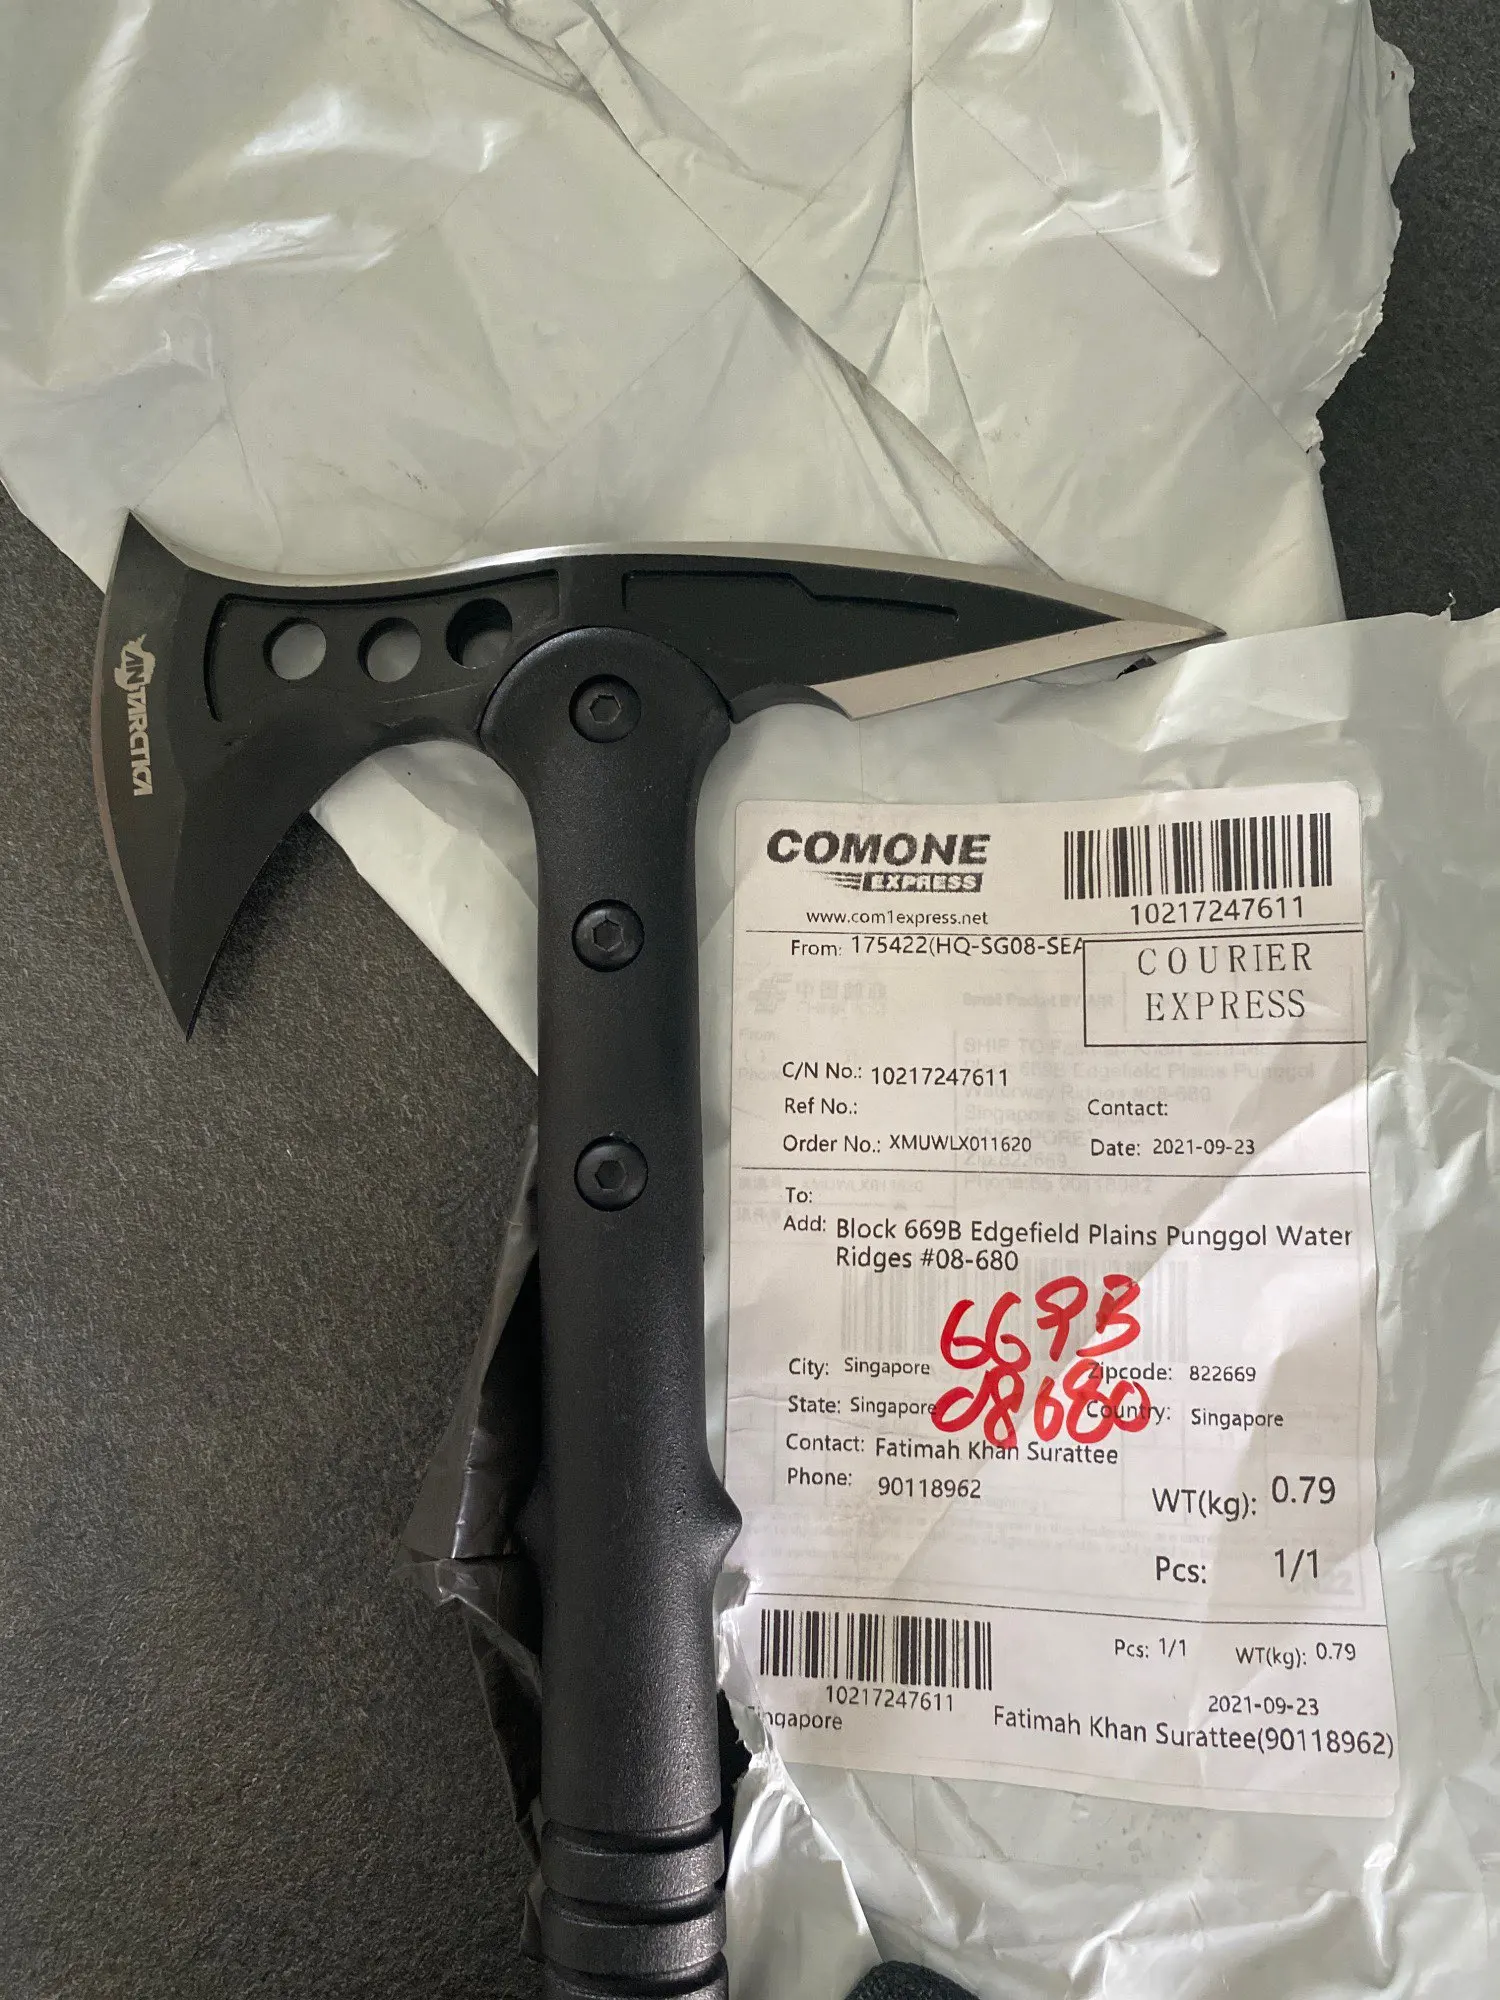 ANTARCTICA
COMONE
EXPRESS
www.com1express.net
10217247611
From: 175422(HQ-SG08-SEA
COURIER
EXPRESS
C/N No.: 10217247611
Ref No.: Contact:
Order No.: XMUWLX011620 Date: 2021-09-23
To:
Add: Block 669B Edgefield Plains Punggol Water
Ridges #08-680
669B
08680
City: Singapore Zipcode: 822669
State: Singapore Country: Singapore
Contact: Fatimah Khan Surattee
Phone: 90118962
WT(kg): 0.79
Pcs: 1/1
Pcs: 1/1 WT(kg): 0.79
10217247611
2021-09-23
Singapore Fatimah Khan Surattee(90118962)